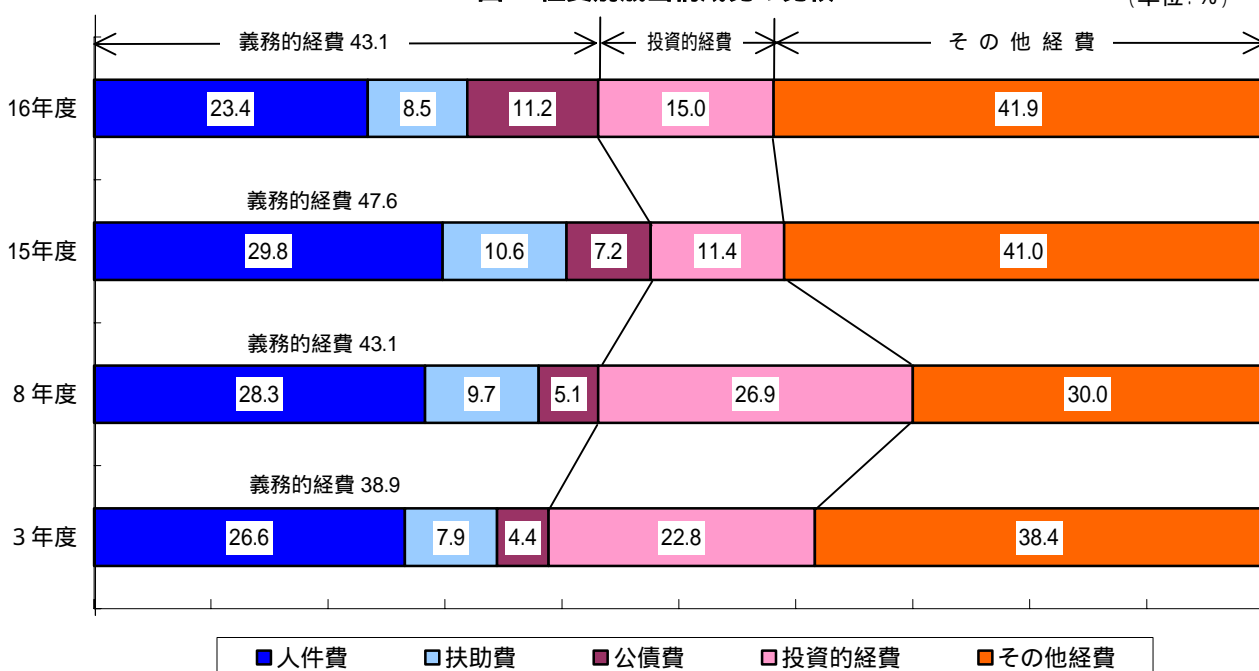 (単位:%)
義務的経費 43.1 投資的経費 その他経費
16年度 23.4 8.5 11.2 15.0 41.9
義務的経費 47.6
15年度 29.8 10.6 7.2 11.4 41.0
義務的経費 43.1
8年度 28.3 9.7 5.1 26.9 30.0
義務的経費 38.9
3年度 26.6 7.9 4.4 22.8 38.4
人件費 扶助費 公債費 投資的経費 その他経費